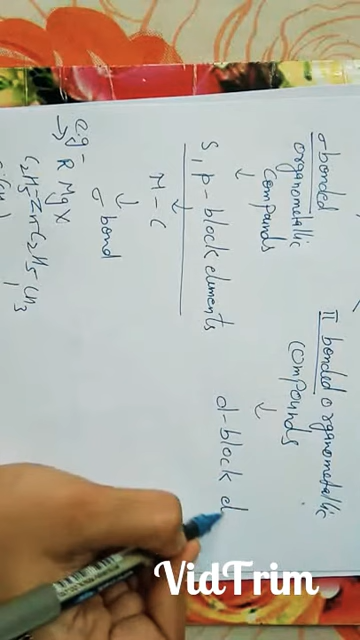 σ bonded
organometallic
compounds
↓
s, p-block elements
↓
M - C
↓
σ bond
e.g -
→ R Mg X
C2H5-Zn-C2H5,
II bonded organometallic
compounds
↓
d-block el
VidTrim